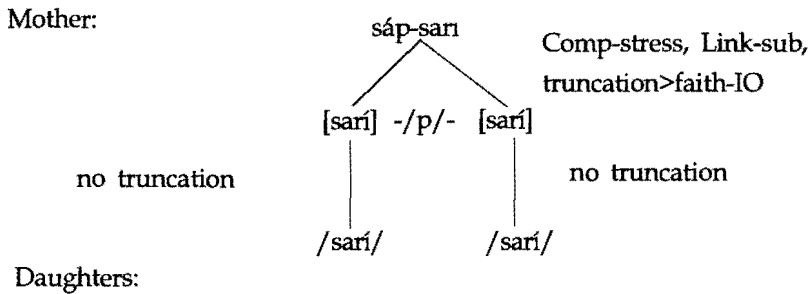 Mother:
sáp-sarı
Comp-stress, Link-sub,
truncation>faith-IO
[sarí] -/p/- [sarí]
no truncation
no truncation
/sarí/ /sarí/
Daughters: